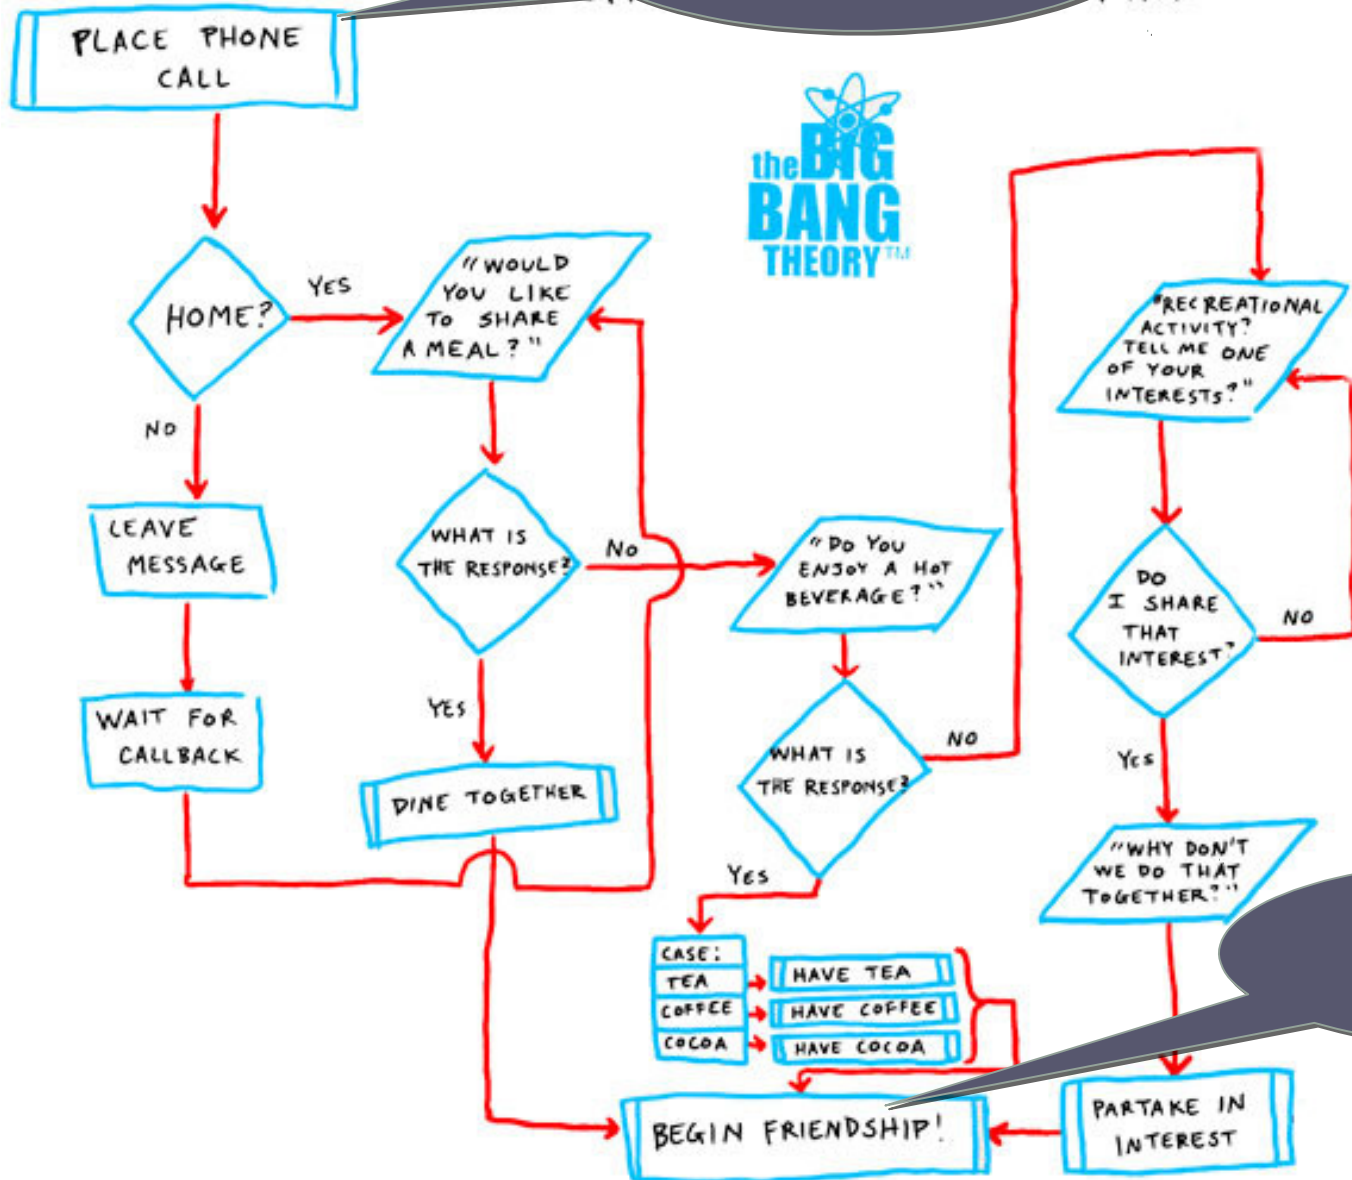 PLACE PHONE
CALL
the BIG
BANG
THEORY™
HOME?
YES
"WOULD
YOU LIKE
TO SHARE
A MEAL?"
"RECREATIONAL
ACTIVITY?
TELL ME ONE
OF YOUR
INTERESTS?"
NO
LEAVE
MESSAGE
WHAT IS
THE RESPONSE?
NO
"DO YOU
ENJOY A HOT
BEVERAGE?"
DO
I SHARE
THAT
INTEREST?
NO
WAIT FOR
CALLBACK
YES
DINE TOGETHER
WHAT IS
THE RESPONSE?
NO
YES
"WHY DON'T
WE DO THAT
TOGETHER?"
YES
CASE:
TEA
HAVE TEA
COFFEE
HAVE COFFEE
COCOA
HAVE COCOA
BEGIN FRIENDSHIP!
PARTAKE IN
INTEREST